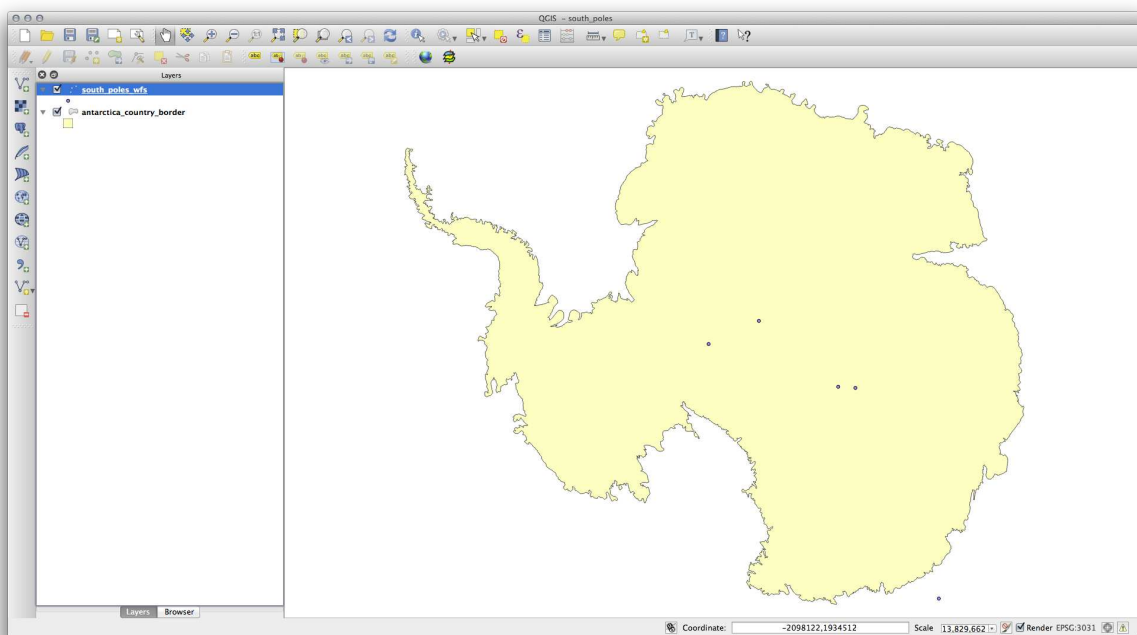 QGIS - south_poles
Layers
south_poles_wfs
antarctica_country_border
Layers Browser
Coordinate: -2098122,1934512 Scale 13,829,662 Render EPSG:3031